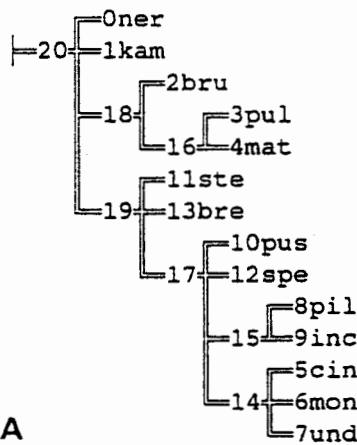 0ner
20 1kam
2bru
18 3pul
16 4mat
11ste
19 13bre
10pus
17 12spe
8pil
15 9inc
5cin
14 6mon
A 7und